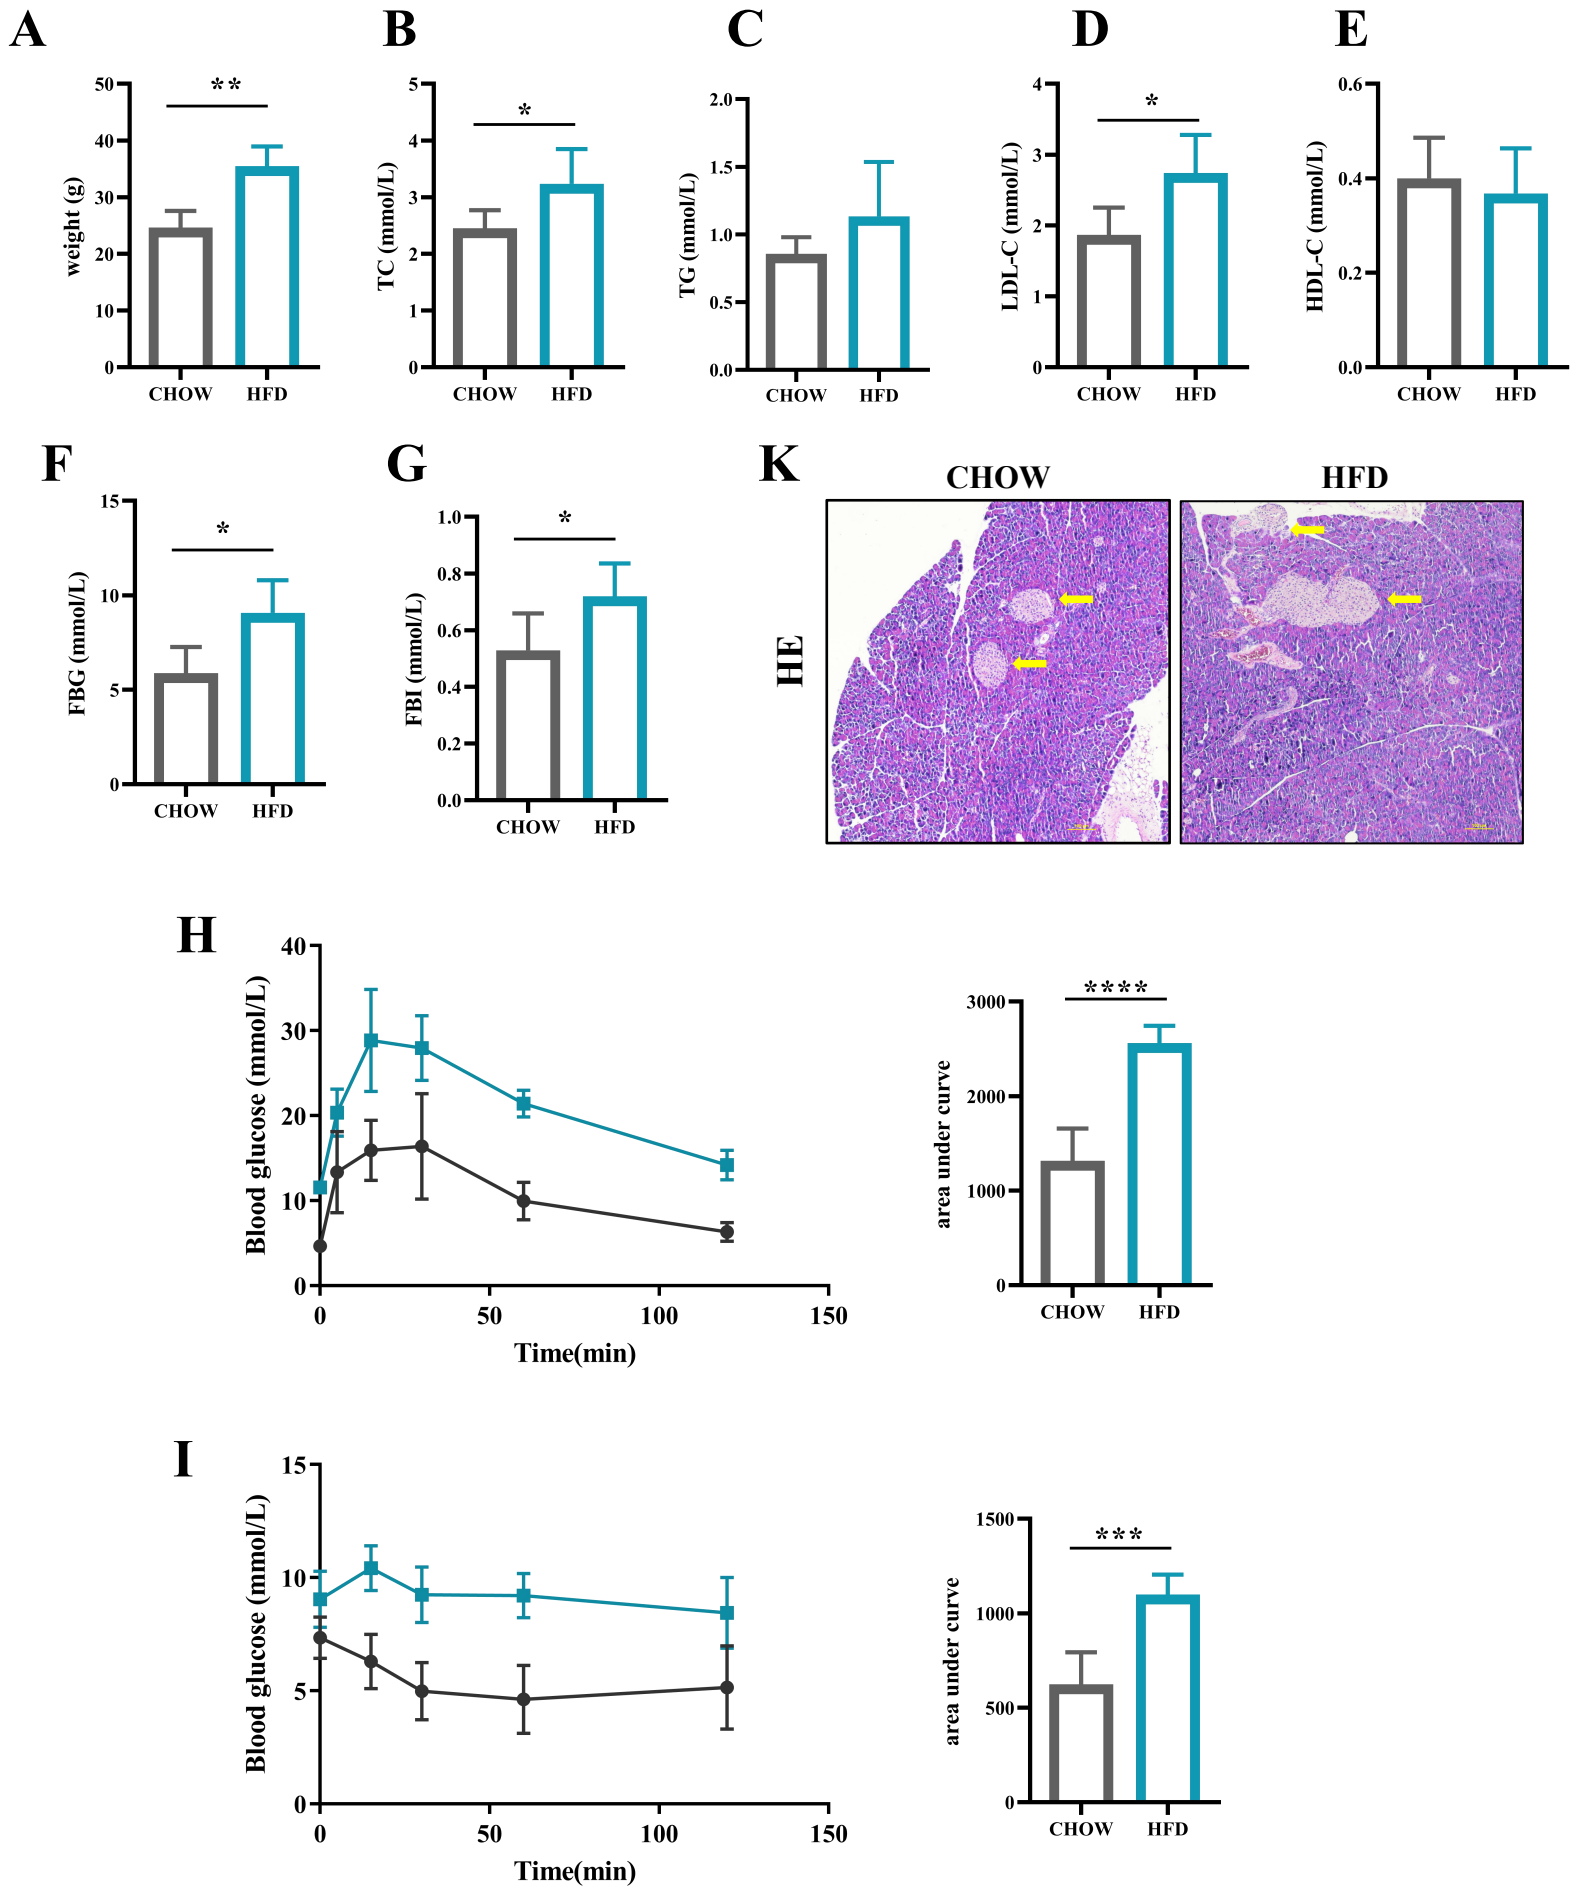 A
weight (g)
50
40
30
20
10
0
**
CHOW HFD
B
TC (mmol/L)
5
4
3
2
1
0
*
CHOW HFD
C
TG (mmol/L)
2.0
1.5
1.0
0.5
0.0
CHOW HFD
D
LDL-C (mmol/L)
4
3
2
1
0
*
CHOW HFD
E
HDL-C (mmol/L)
0.6
0.4
0.2
0.0
CHOW HFD
F
FBG (mmol/L)
15
10
5
0
*
CHOW HFD
G
FBI (mmol/L)
1.0
0.8
0.6
0.4
0.2
0.0
*
CHOW HFD
K
CHOW HFD
HE
H
Blood glucose (mmol/L)
40
30
20
10
0
0 50 100 150
Time(min)
area under curve
3000
2000
1000
0
****
CHOW HFD
I
Blood glucose (mmol/L)
15
10
5
0
0 50 100 150
Time(min)
area under curve
1500
1000
500
0
***
CHOW HFD